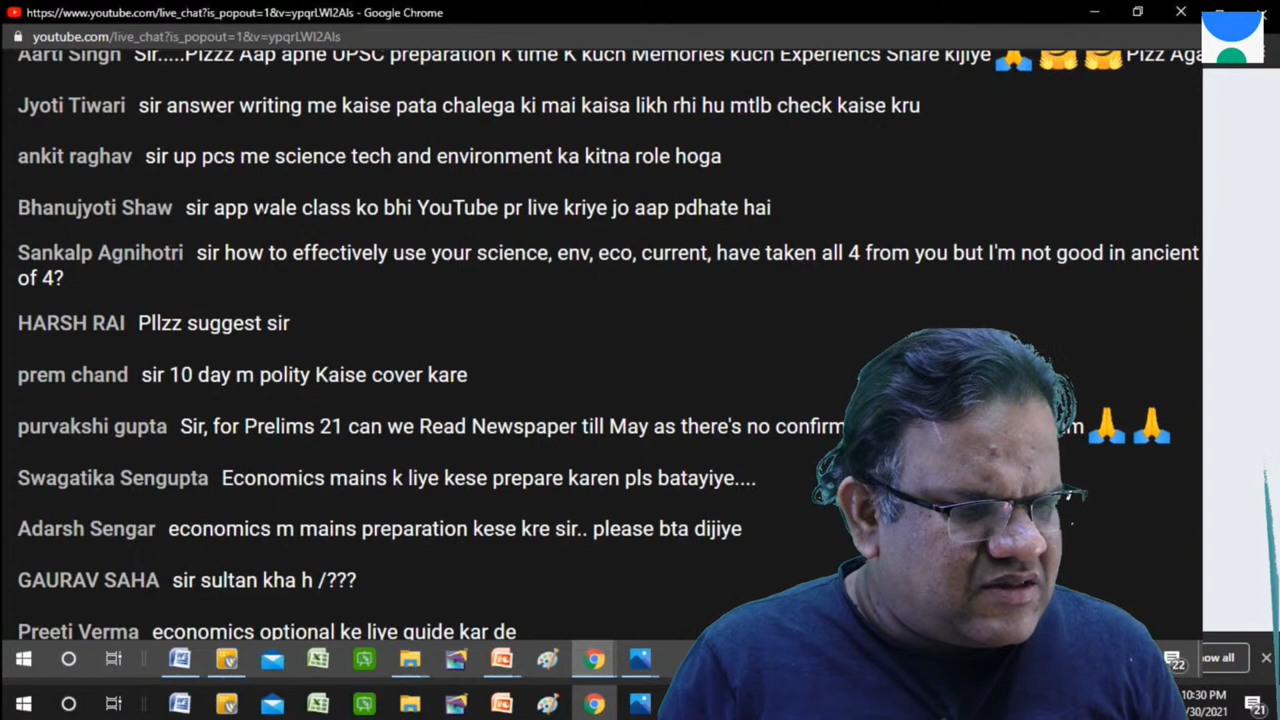 https://www.youtube.com/live_chat?is_popout=1&v=ypqrLWI2AIs - Google Chrome
youtube.com/live_chat?is_popout=1&v=ypqrLWI2AIs
Aarti Singh Sir.....Plzzz Aap apne UPSC preparation k time K kuch Memories kuch Experiencs Share kijiye 🙏 🤗 🤗 Plzz
Jyoti Tiwari sir answer writing me kaise pata chalega ki mai kaisa likh rhi hu mtlb check kaise kru
ankit raghav sir up pcs me science tech and environment ka kitna role hoga
Bhanujyoti Shaw sir app wale class ko bhi YouTube pr live kriye jo aap pdhate hai
Sankalp Agnihotri sir how to effectively use your science, env, eco, current, have taken all 4 from you but I'm not good in ancient
of 4?
HARSH RAI Pllzz suggest sir
prem chand sir 10 day m polity Kaise cover kare
purvakshi gupta Sir, for Prelims 21 can we Read Newspaper till May as there's no 🙏 🙏
Swagatika Sengupta Economics mains k liye kese prepare karen pls batayiye....
Adarsh Sengar economics m mains preparation kese kre sir.. please bta dijiye
GAURAV SAHA sir sultan kha h /???
Preeti Verma economics optional ke liye guide kar de
22
all
10:30 PM
/30/2021
21